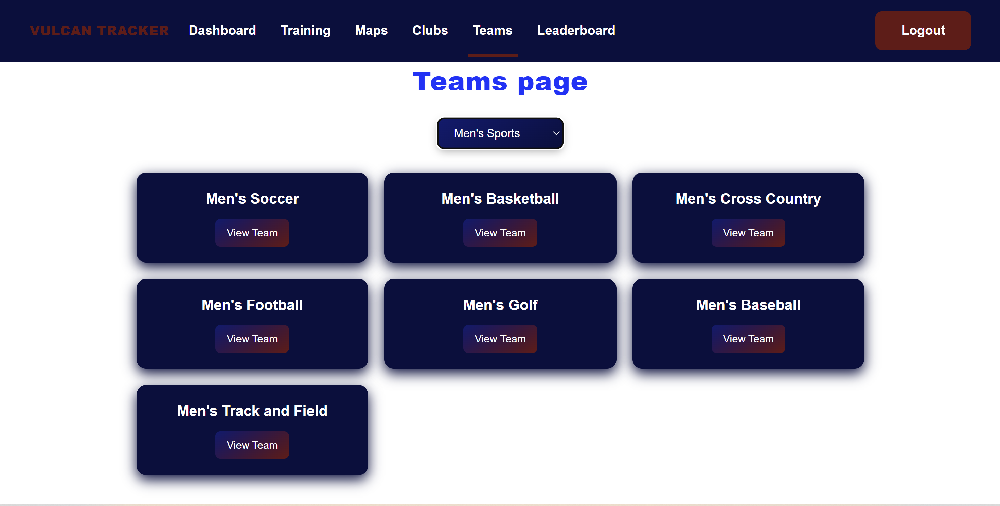 VULCAN TRACKER Dashboard Training Maps Clubs Teams Leaderboard Logout
Teams page
Men's Sports
Men's Soccer Men's Basketball Men's Cross Country
View Team View Team View Team
Men's Football Men's Golf Men's Baseball
View Team View Team View Team
Men's Track and Field
View Team